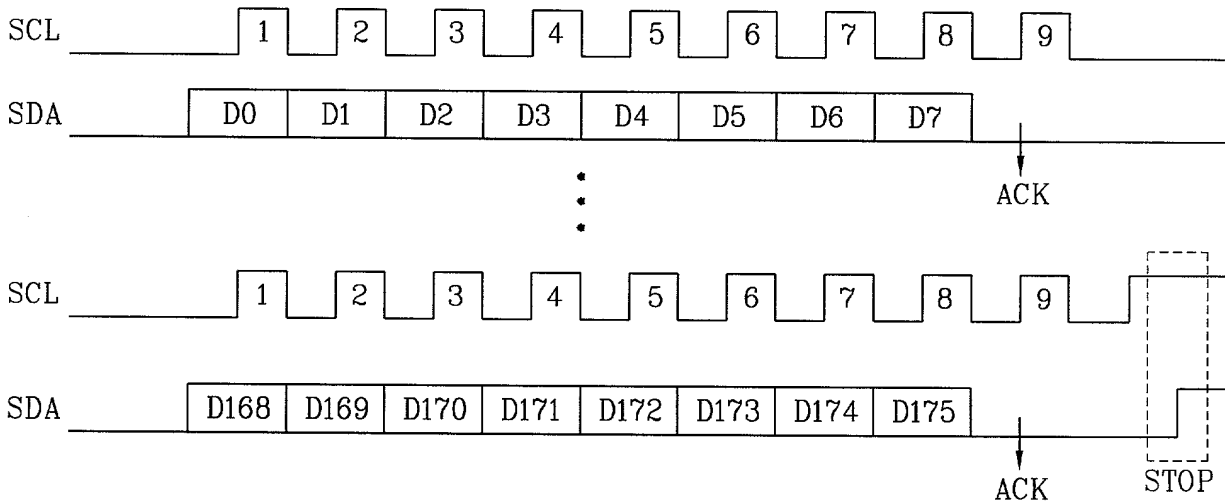 SCL 1 2 3 4 5 6 7 8 9
SDA D0 D1 D2 D3 D4 D5 D6 D7
ACK
SCL 1 2 3 4 5 6 7 8 9
SDA D168 D169 D170 D171 D172 D173 D174 D175
ACK STOP